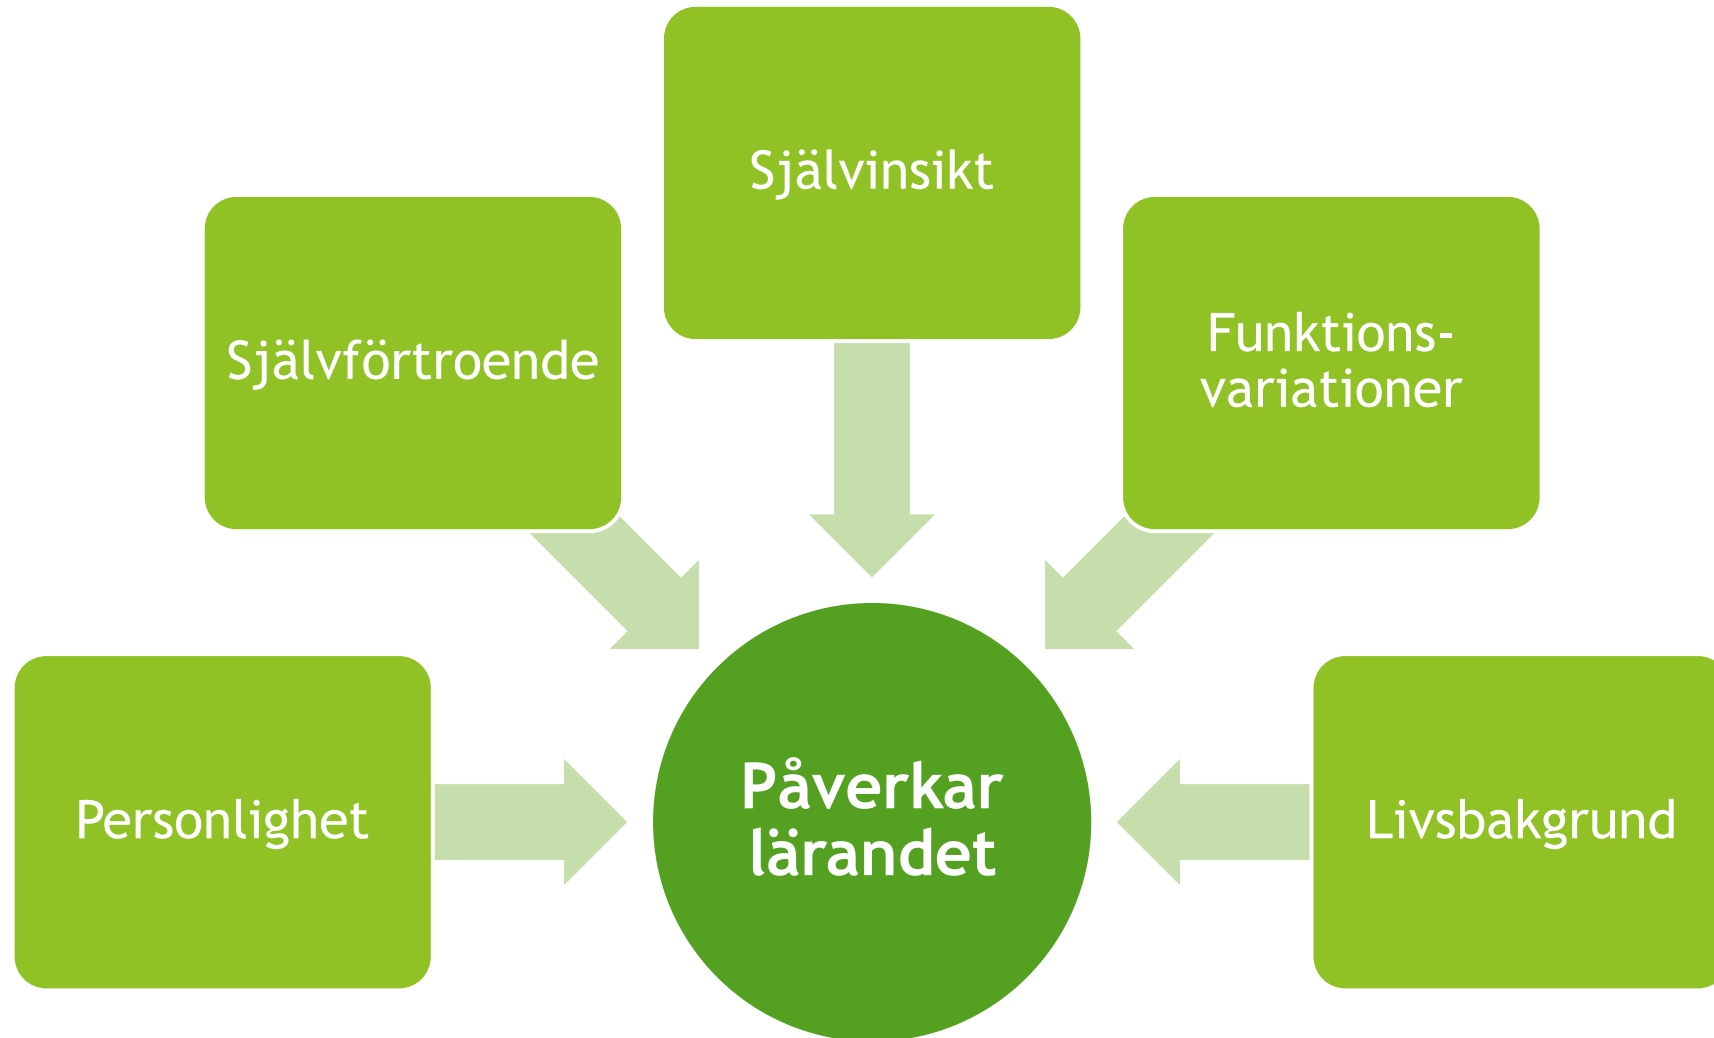 Självinsikt
Självförtroende
Funktions-
variationer
Personlighet
Påverkar
lärandet
Livsbakgrund